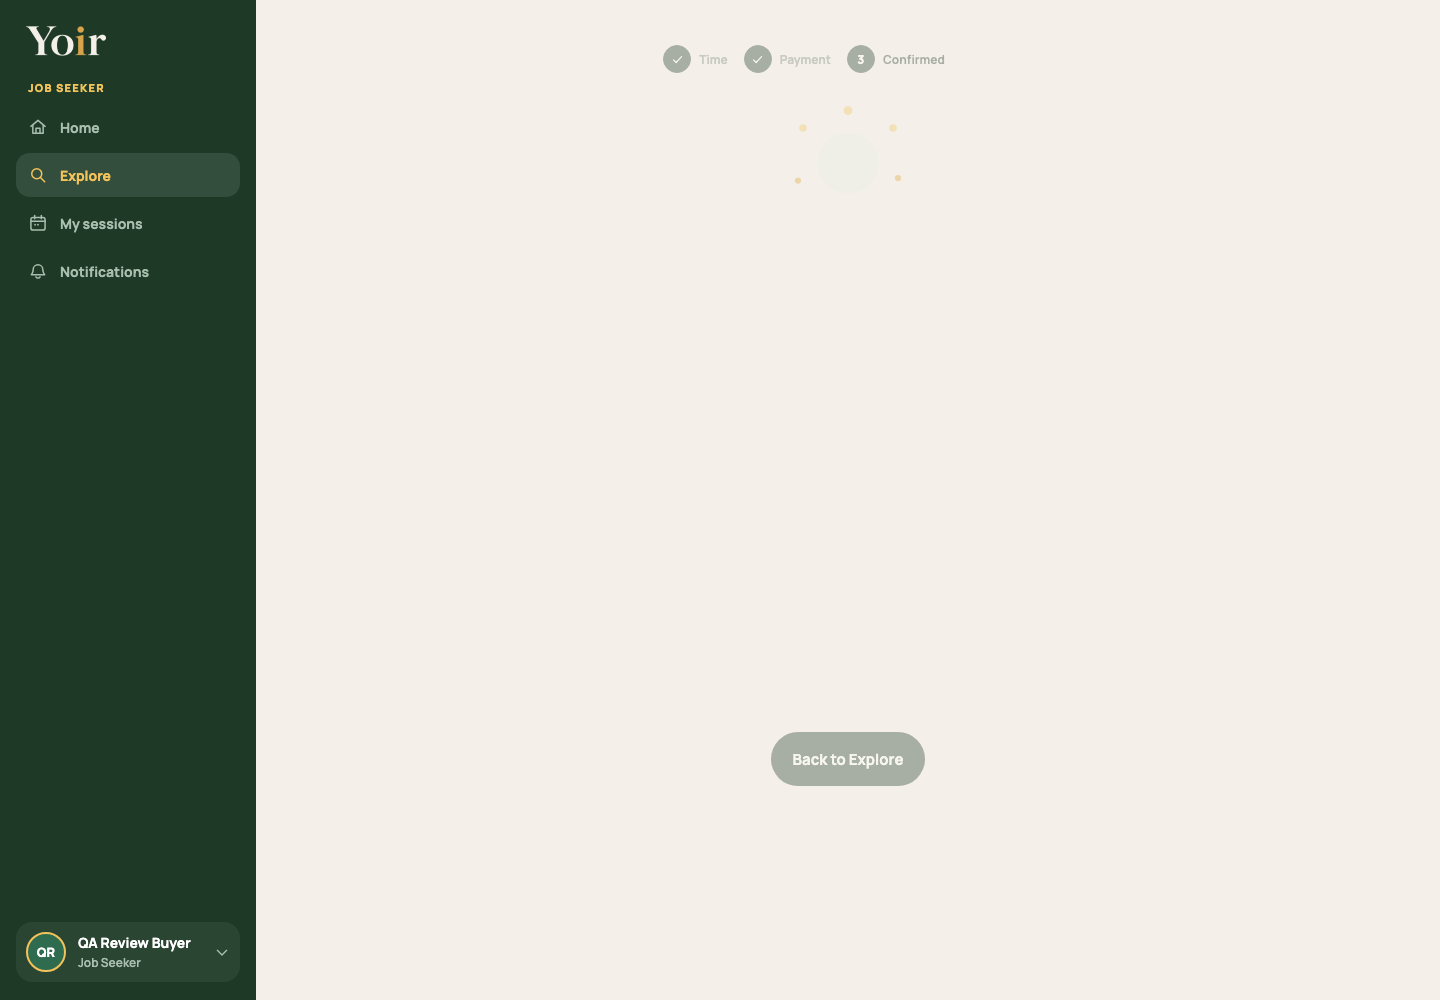 Yoir
JOB SEEKER
Home
Explore
My sessions
Notifications
QR
QA Review Buyer
Job Seeker
Time
Payment
3
Confirmed
Back to Explore